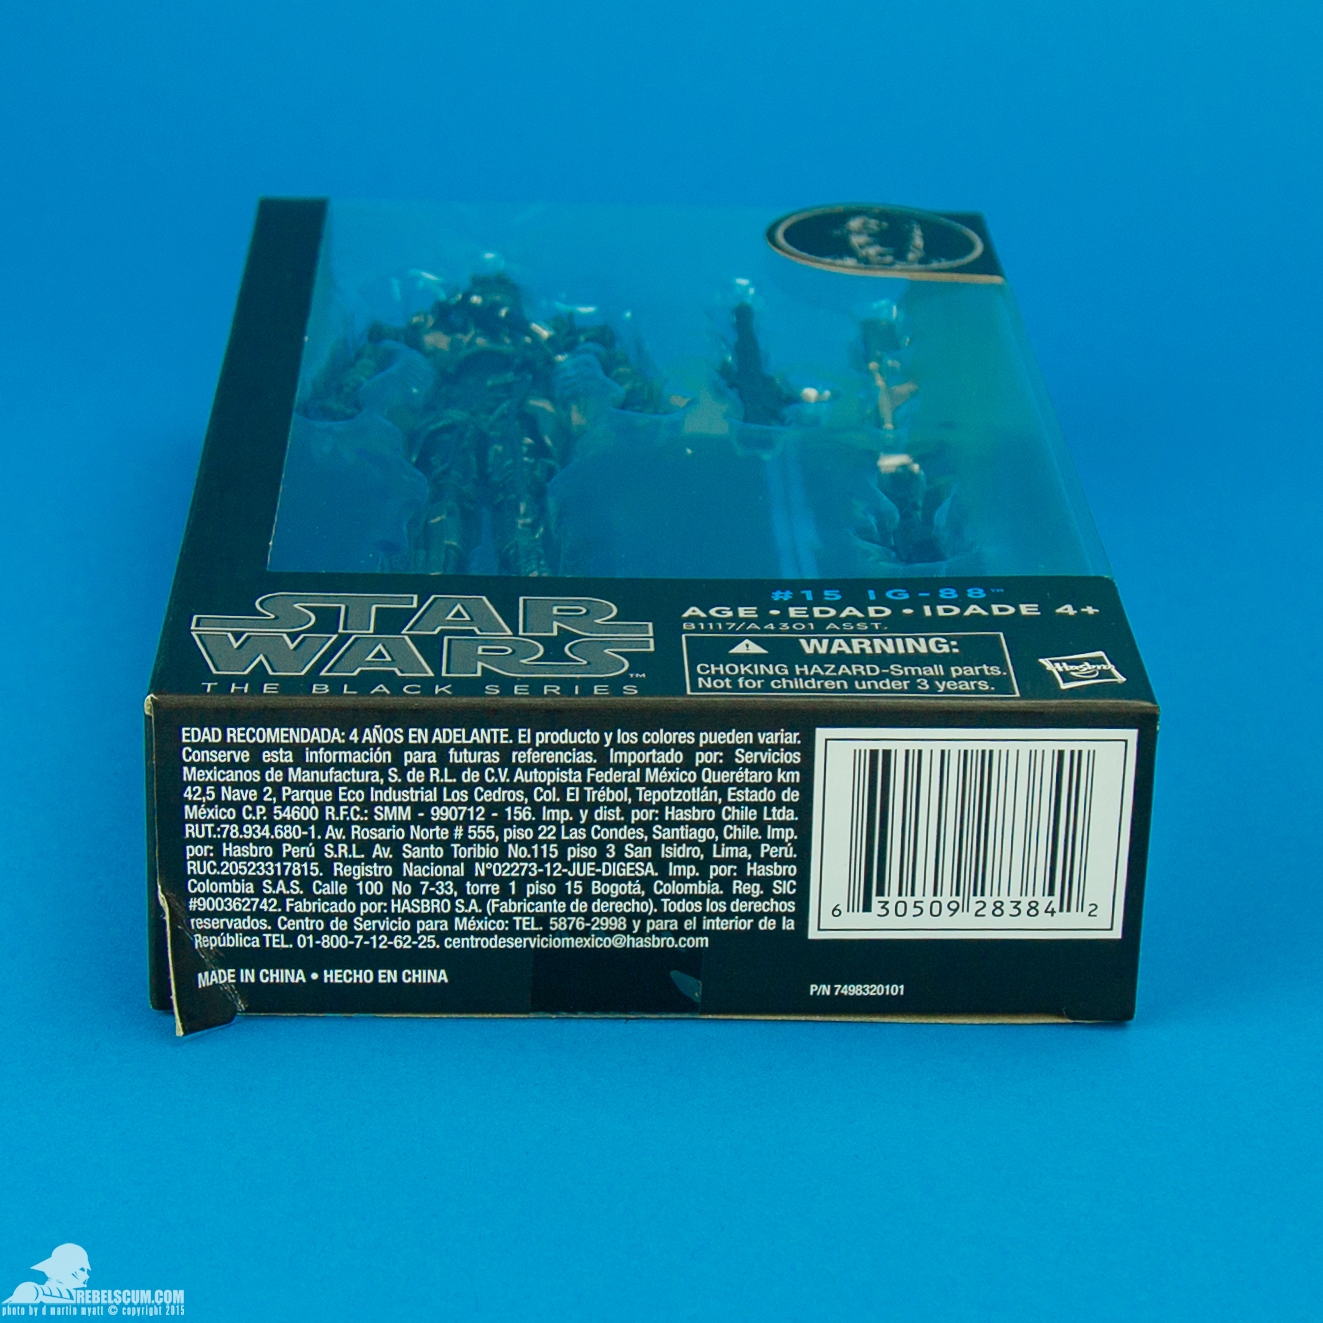 #15 IG-88™
STAR
WARS™
THE BLACK SERIES
AGE • EDAD • IDADE 4+
B1117/A4301 ASST.
WARNING:
CHOKING HAZARD-Small parts.
Not for children under 3 years.
Hasbro
EDAD RECOMENDADA: 4 AÑOS EN ADELANTE. El producto y los colores pueden variar.
Conserve esta información para futuras referencias. Importado por: Servicios
Mexicanos de Manufactura, S. de R.L. de C.V. Autopista Federal México Querétaro km
42,5 Nave 2, Parque Eco Industrial Los Cedros, Col. El Trébol, Tepotzotlán, Estado de
México C.P. 54600 R.F.C.: SMM - 990712 - 156. Imp. y dist. por: Hasbro Chile Ltda.
RUT.:78.934.680-1. Av. Rosario Norte # 555, piso 22 Las Condes, Santiago, Chile. Imp.
por: Hasbro Perú S.R.L. Av. Santo Toribio No.115 piso 3 San Isidro, Lima, Perú.
RUC.20523317815. Registro Nacional N°02273-12-JUE-DIGESA. Imp. por: Hasbro
Colombia S.A.S. Calle 100 No 7-33, torre 1 piso 15 Bogotá, Colombia. Reg. SIC
#900362742. Fabricado por: HASBRO S.A. (Fabricante de derecho). Todos los derechos
reservados. Centro de Servicio para México: TEL. 5876-2998 y para el interior de la
República TEL. 01-800-7-12-62-25. centrodeserviciomexico@hasbro.com
MADE IN CHINA • HECHO EN CHINA
6 30509 28384 2
P/N 7498320101
REBELSCUM.COM
photo by d martin myatt © copyright 2015